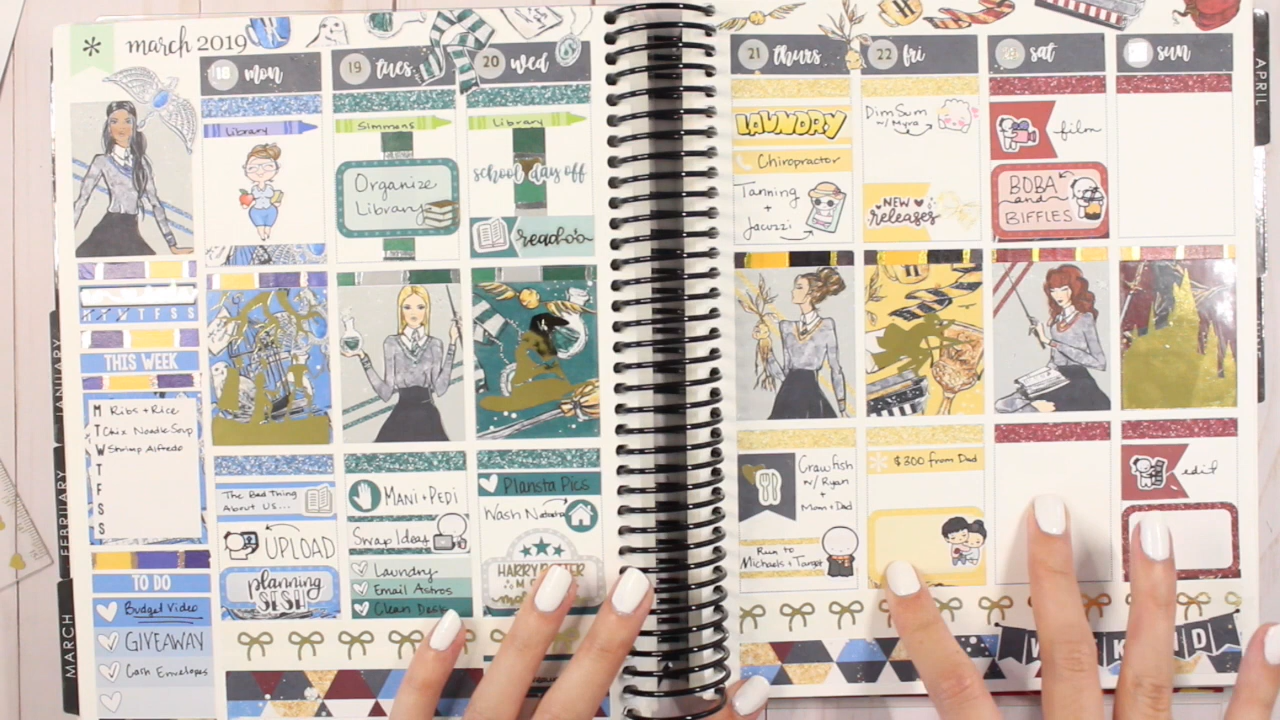 march 2019
18 mon
19 tues
20 wed
21 thurs
22 fri
sat
sun
APRIL
JANUARY
FEBRUARY
MARCH
T F S S
THIS WEEK
M Ribs + Rice
T Chix Noodle Soup
W Shrimp Alfredo
T
F
S
S
TO DO
Budget Video
GIVEAWAY
Cash Envelopes
Library
The Bad Thing
About Us...
UPLOAD
planning
SESH
Simmons
Organize
Library
Mani + Pedi
Swap Ideas
Laundry
Email Astros
Clean Desk
Library
school day off
read
Plansta Pics
Wash
HARRY POTTER
LAUNDRY
Chiropractor
Tanning
+
Jacuzzi
Crawfish
w/ Ryan
+
Mom + Dad
Run to
Michaels + Target
Dim Sum
w/ Myra
NEW
releases
$300 from Dad
film
BOBA
and
BIFFLES
edit